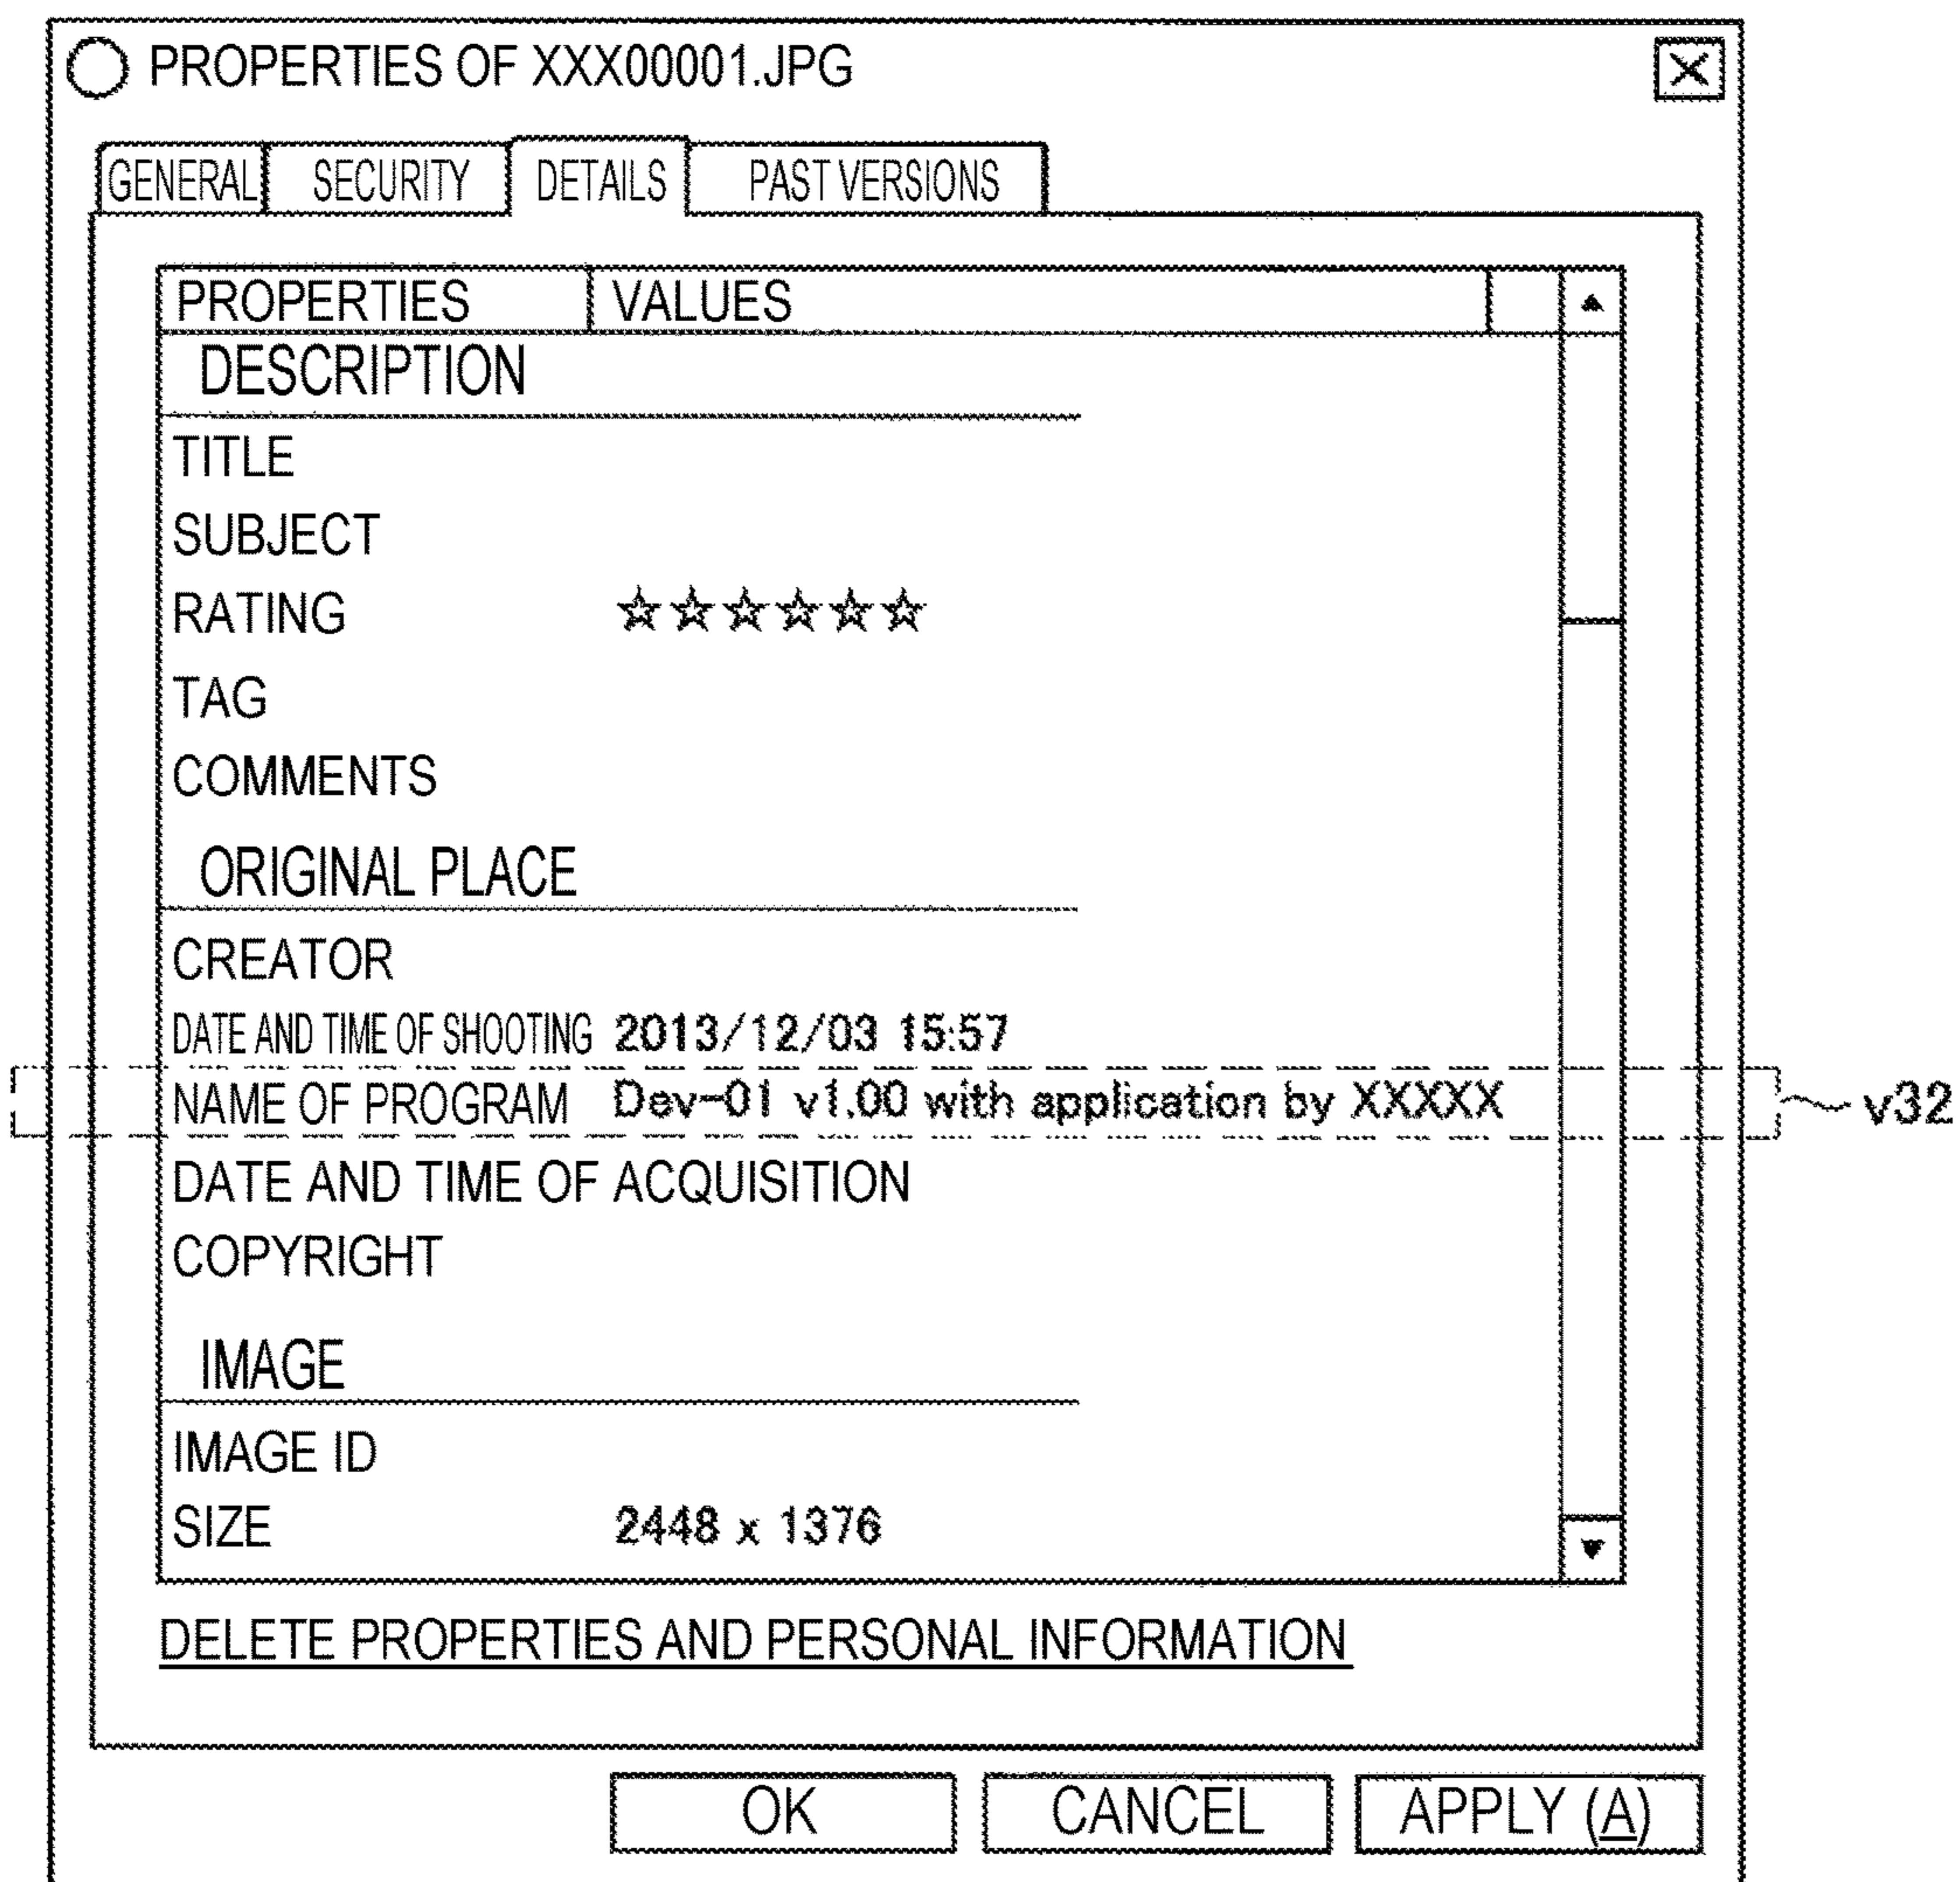 PROPERTIES OF XXX00001.JPG
GENERAL SECURITY DETAILS PAST VERSIONS
PROPERTIES VALUES
DESCRIPTION
TITLE
SUBJECT
RATING ☆☆☆☆☆☆
TAG
COMMENTS
ORIGINAL PLACE
CREATOR
DATE AND TIME OF SHOOTING 2013/12/03 15:57
NAME OF PROGRAM Dev-01 v1.00 with application by XXXXX
v32
DATE AND TIME OF ACQUISITION
COPYRIGHT
IMAGE
IMAGE ID
SIZE 2448 x 1376
DELETE PROPERTIES AND PERSONAL INFORMATION
OK CANCEL APPLY (A)